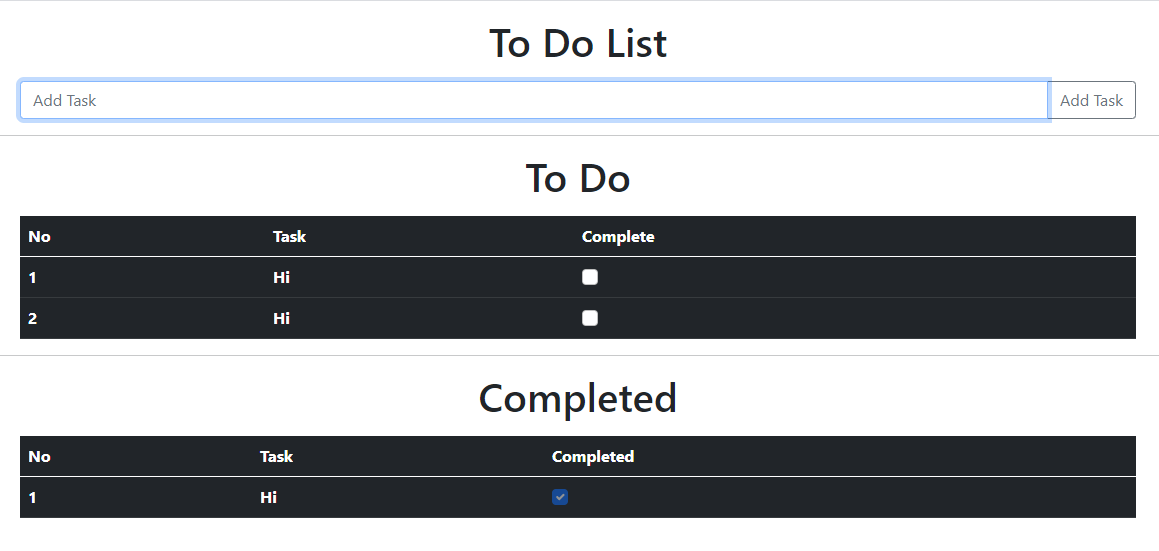 To Do List
Add Task Add Task
To Do
No Task Complete
1 Hi
2 Hi
Completed
No Task Completed
1 Hi